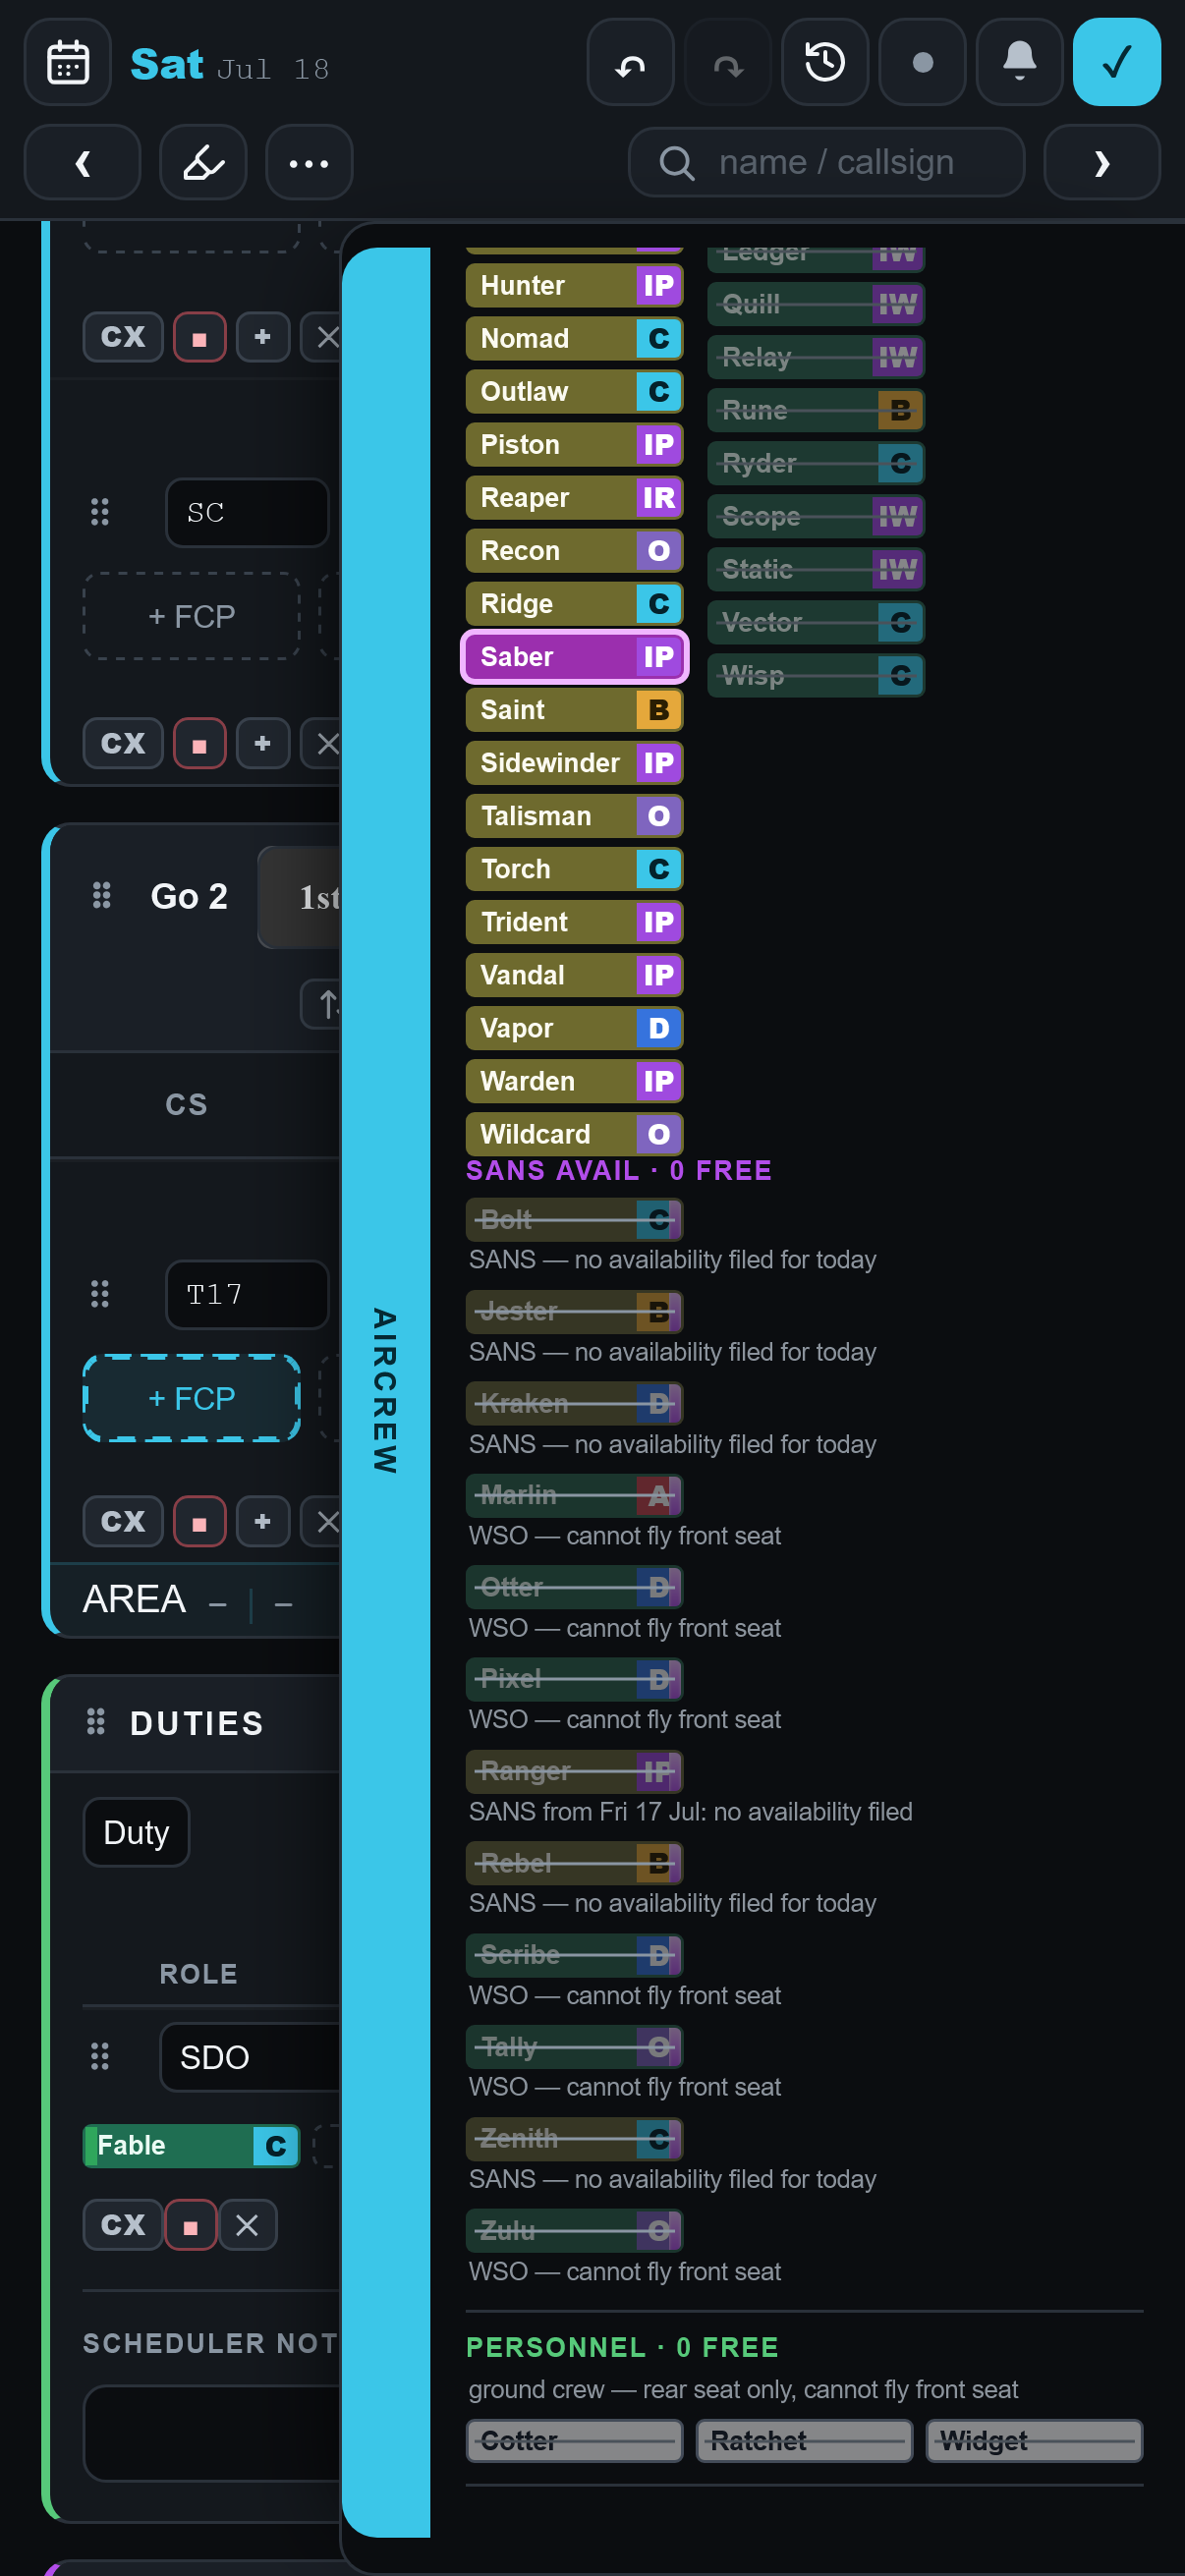 Sat Jul 18
name / callsign
Ledger IW
Hunter IP
Quill IW
CX + ×
Nomad C
Relay IW
Outlaw C
Rune B
Piston IP
Ryder C
SC
Reaper IR
Scope IW
Recon O
Static IW
+ FCP
Ridge C
Vector C
Saber IP
Wisp C
Saint B
CX + ×
Sidewinder IP
Talisman O
Torch C
Go 2 1st
Trident IP
Vandal IP
Vapor D
Warden IP
CS
Wildcard O
SANS AVAIL · 0 FREE
Bolt C
SANS — no availability filed for today
T17
Jester B
SANS — no availability filed for today
+ FCP
Kraken D
SANS — no availability filed for today
AIRCREW
Marlin A
CX + ×
WSO — cannot fly front seat
AREA – | –
Otter D
WSO — cannot fly front seat
Pixel D
WSO — cannot fly front seat
DUTIES
Ranger IP
SANS from Fri 17 Jul: no availability filed
Duty
Rebel B
SANS — no availability filed for today
Scribe D
ROLE
WSO — cannot fly front seat
SDO
Tally O
WSO — cannot fly front seat
Fable C
Zenith C
SANS — no availability filed for today
CX ×
Zulu O
WSO — cannot fly front seat
SCHEDULER NOT
PERSONNEL · 0 FREE
ground crew — rear seat only, cannot fly front seat
Cotter Ratchet Widget